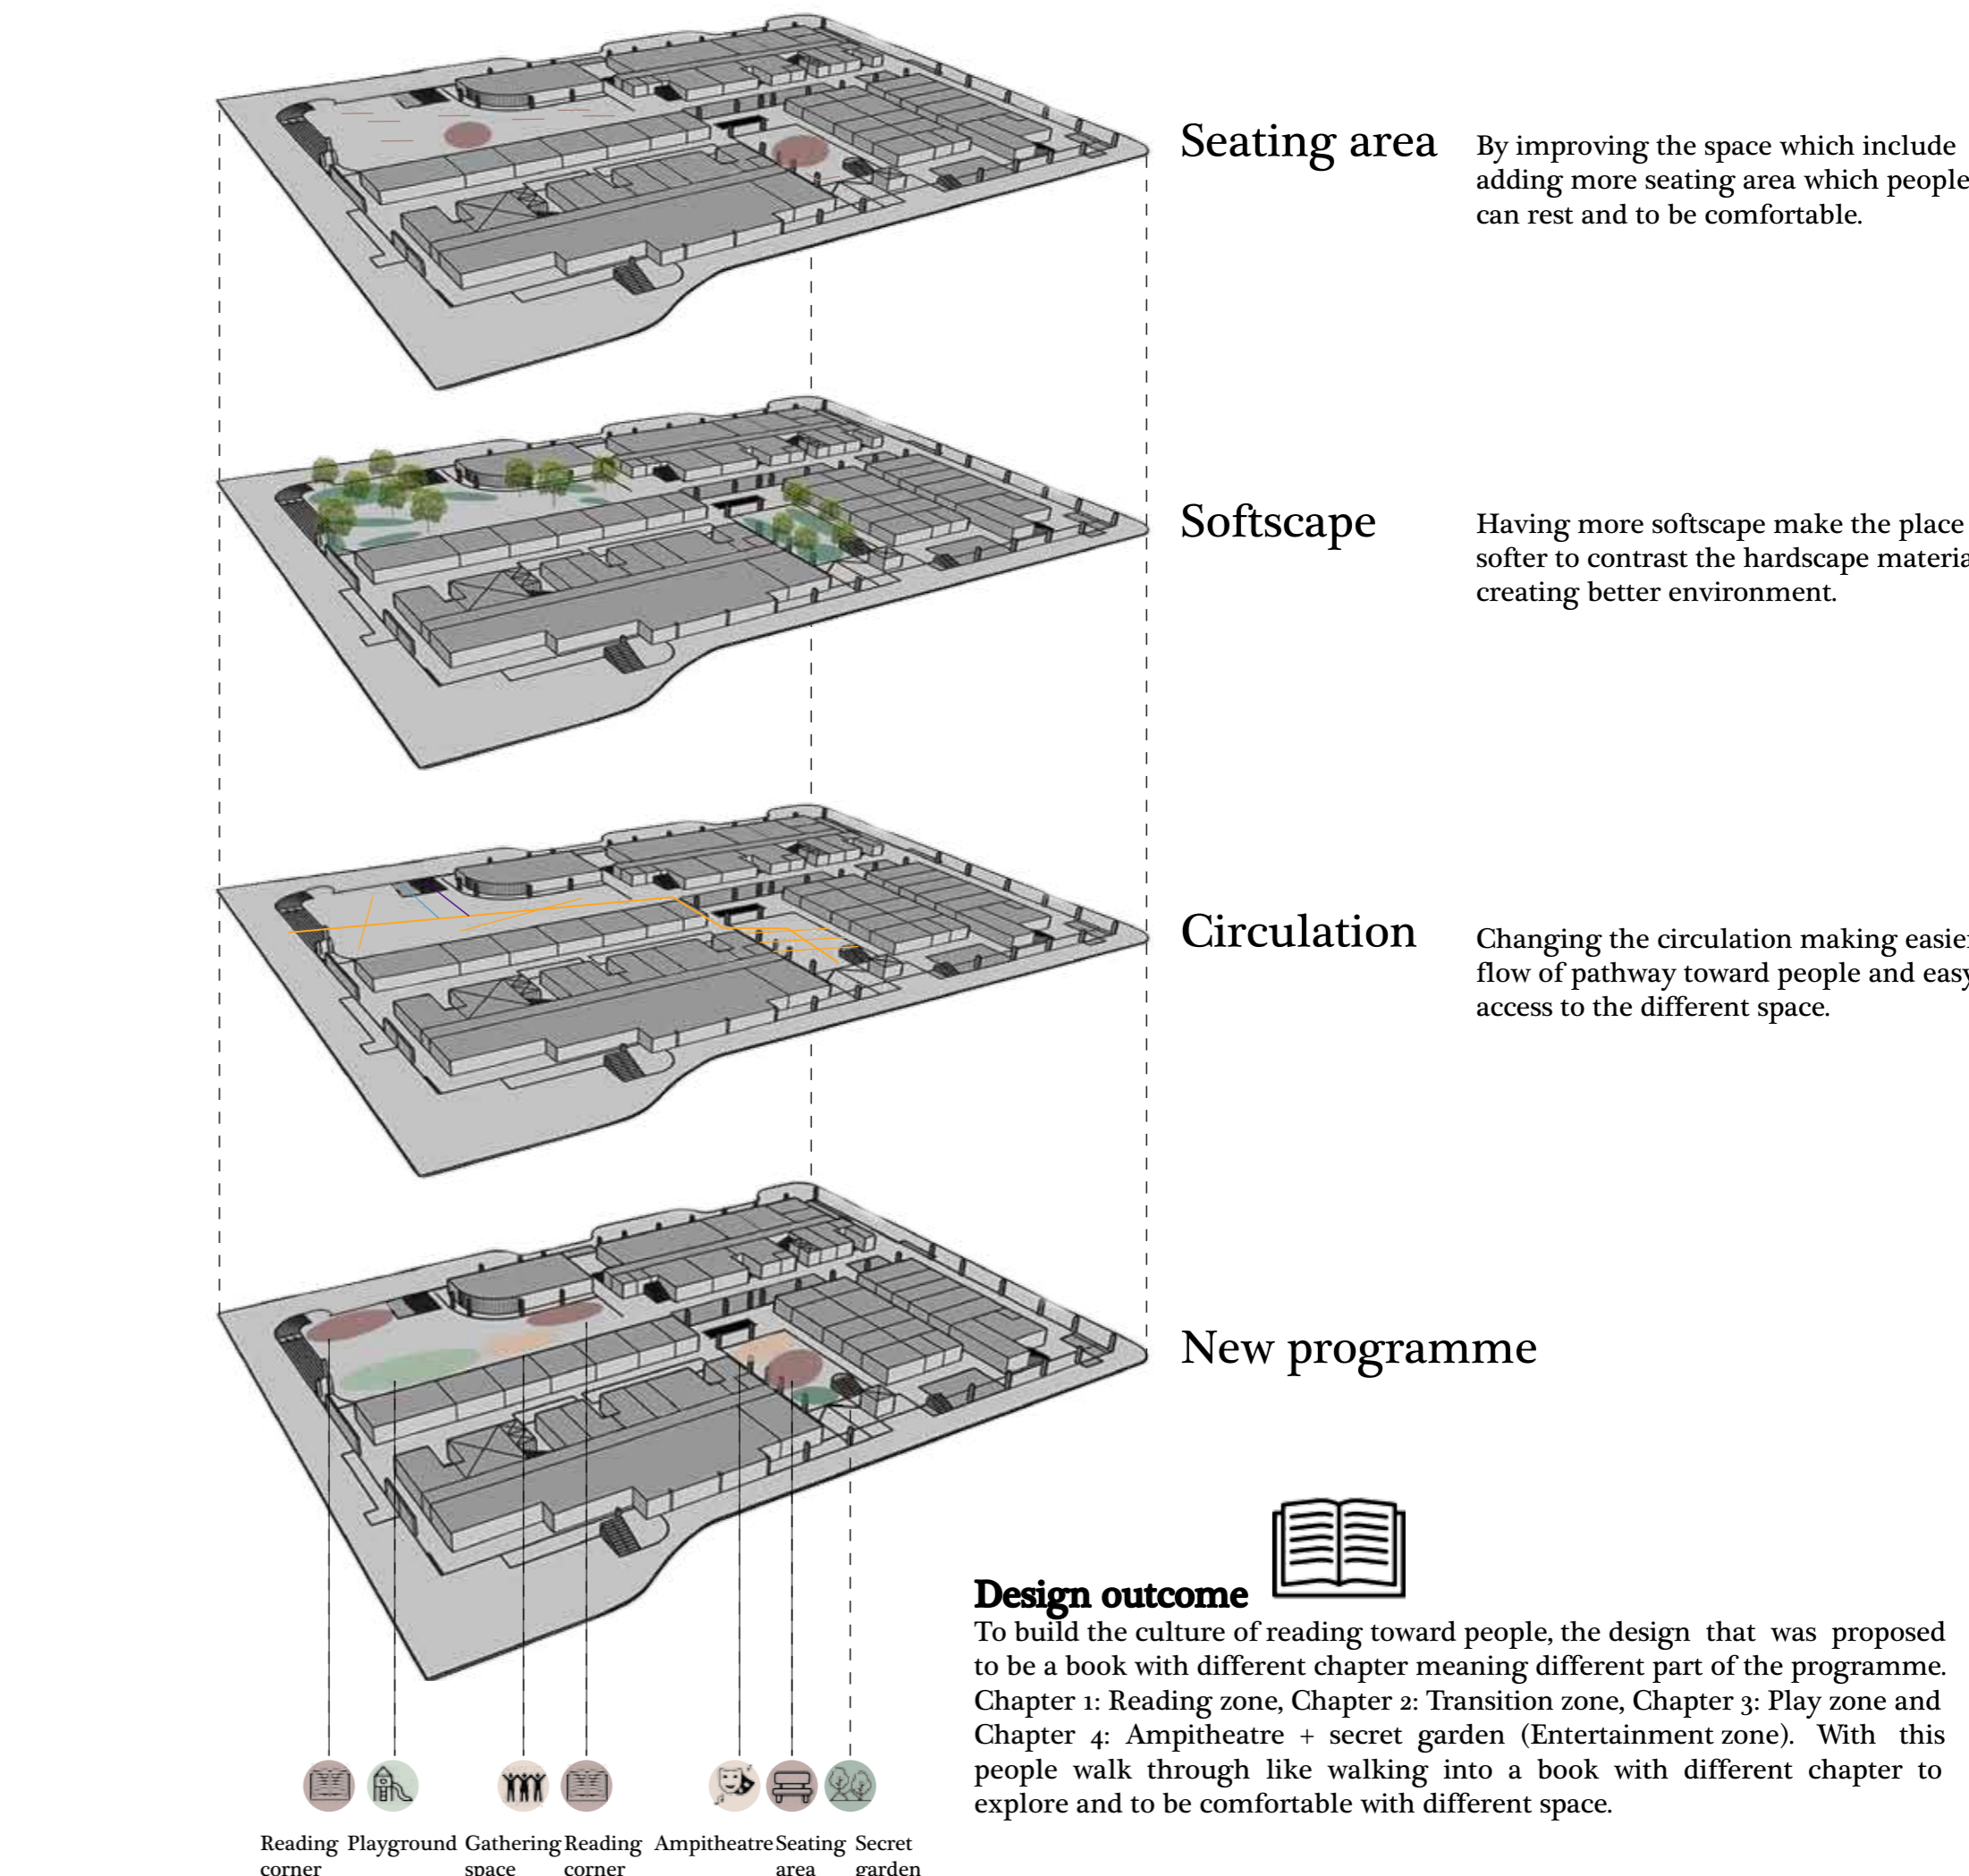 Seating area
By improving the space which include
adding more seating area which people
can rest and to be comfortable.
Softscape
Having more softscape make the place
softer to contrast the hardscape
creating better environment.
Circulation
Changing the circulation making
flow of pathway toward people and
access to the different space.
New programme
Design outcome
To build the culture of reading toward people, the design that was proposed
to be a book with different chapter meaning different part of the programme.
Chapter 1: Reading zone, Chapter 2: Transition zone, Chapter 3: Play zone and
Chapter 4: Ampitheatre + secret garden (Entertainment zone). With this
people walk through like walking into a book with different chapter to
explore and to be comfortable with different space.
Reading corner
Playground
Gathering space
Reading corner
Ampitheatre
Seating area
Secret garden